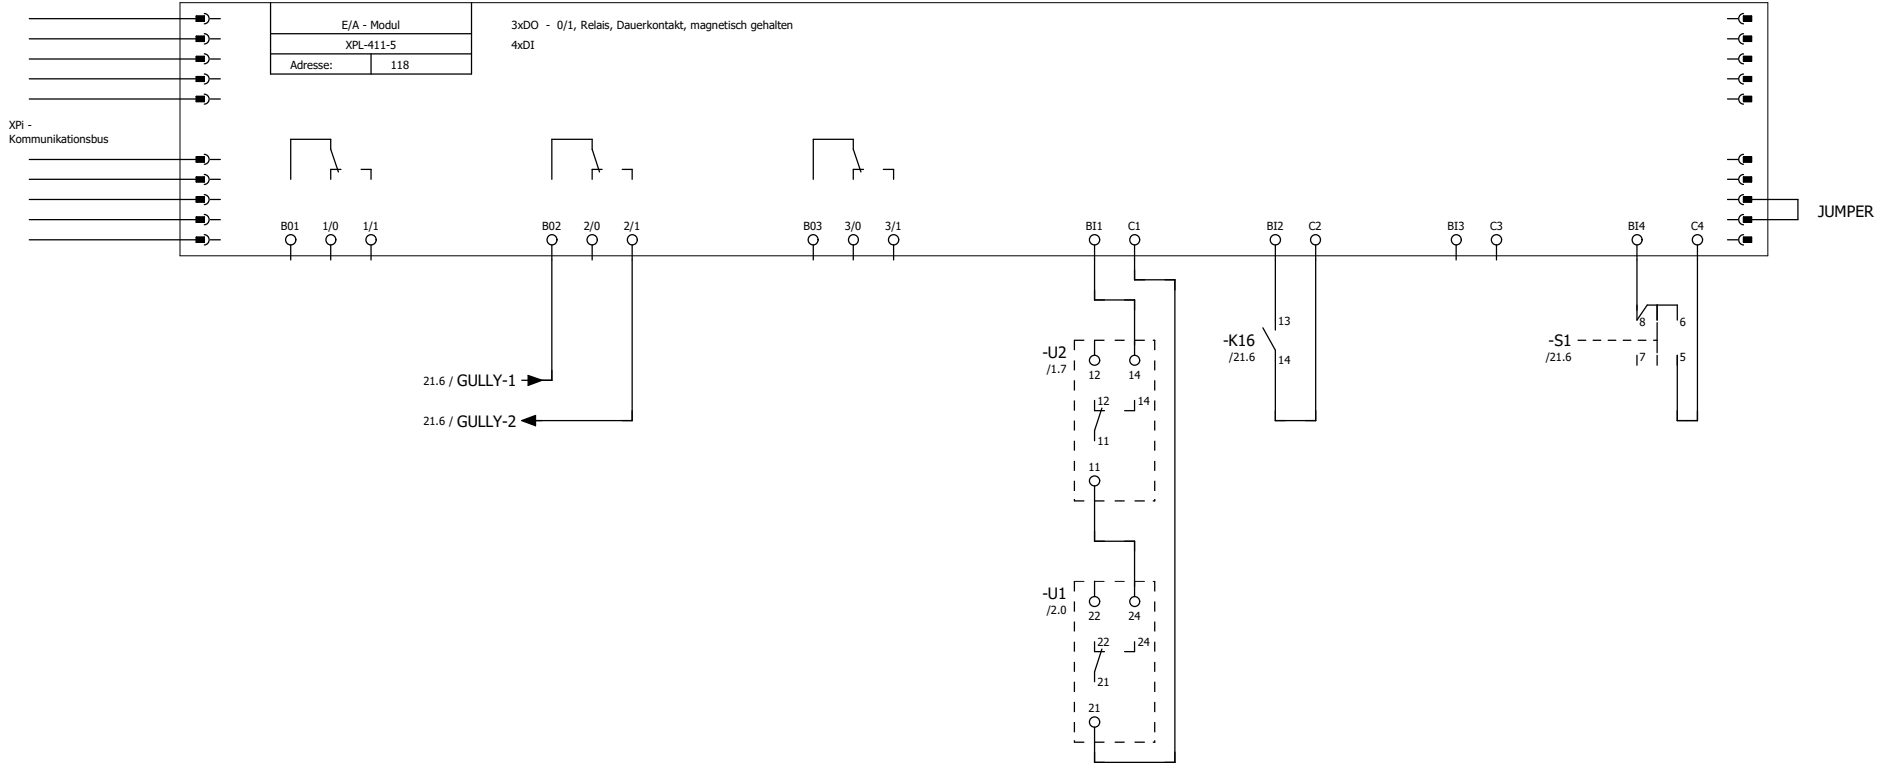 E/A - Modul
XPL-411-5
Adresse: 118
3xDO - 0/1, Relais, Dauerkontakt, magnetisch gehalten
4xDI
XPi -
Kommunikationsbus
JUMPER
B01 1/0 1/1 B02 2/0 2/1 B03 3/0 3/1 BI1 C1 BI2 C2 BI3 C3 BI4 C4
21.6 / GULLY-1
21.6 / GULLY-2
-U2
/1.7
12 14
12 14
11
11
-U1
/2.0
22 24
22 24
21
21
-K16
/21.6
13
14
-S1
/21.6
8 6
7 5